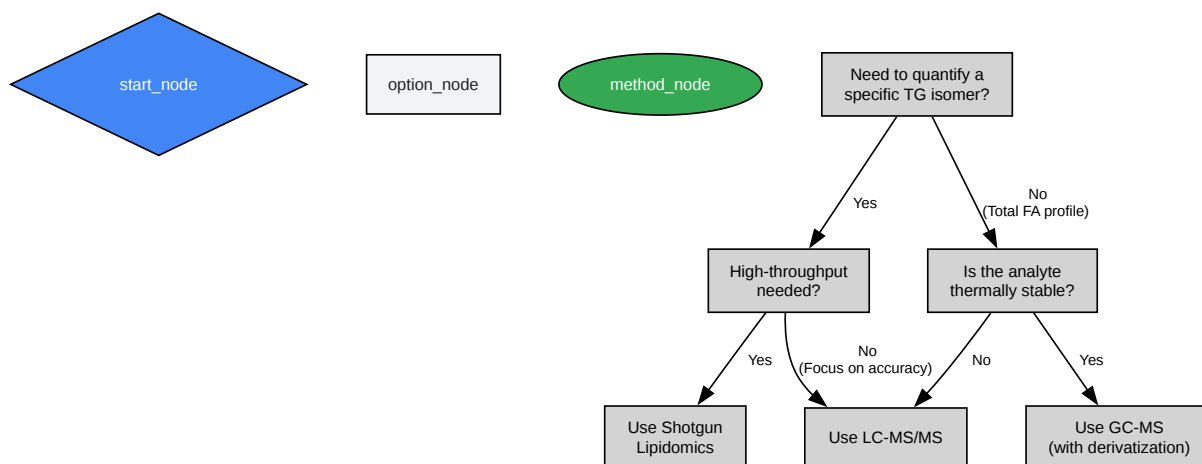 start_node
option_node
method_node
Need to quantify a
specific TG isomer?
Yes
No
(Total FA profile)
High-throughput
needed?
Is the analyte
thermally stable?
Yes
No
(Focus on accuracy)
No
Yes
Use Shotgun
Lipidomics
Use LC-MS/MS
Use GC-MS
(with derivatization)